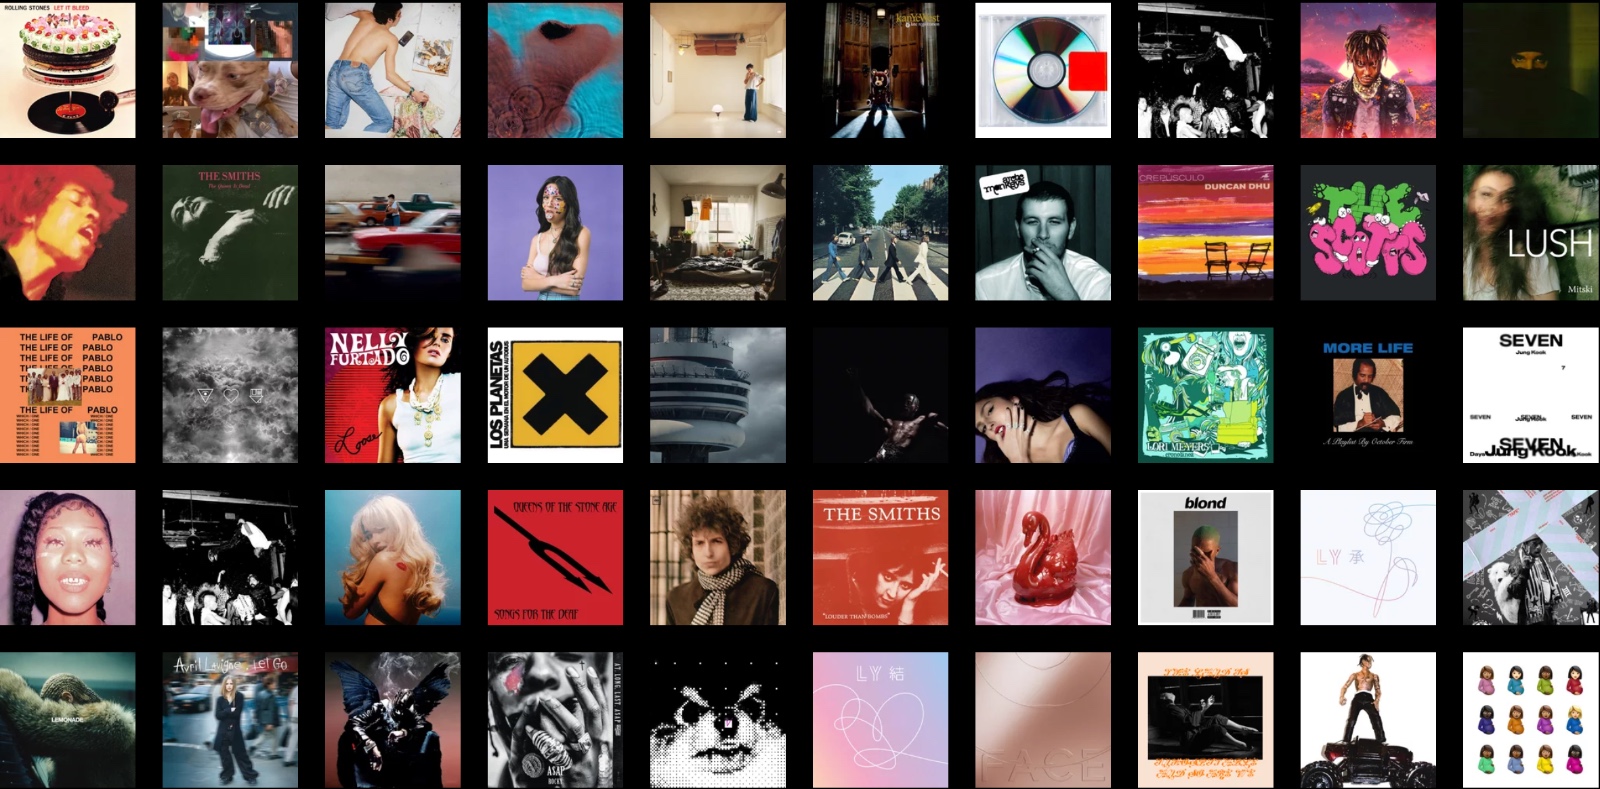 ROLLING STONES LET IT BLEED
kanYeWest
THE SMITHS
The Queen Is Dead
arctic
monkeys
CREPÚSCULO
DUNCAN DHU
THE
SCOTTS
LUSH
Mitski
THE LIFE OF PABLO
THE LIFE OF PABLO
THE LIFE OF PABLO
THE LIFE OF PABLO
THE LIFE OF PABLO
THE LIFE OF PABLO
THE LIFE OF PABLO
NELLY
FURTADO
Loose
LOS PLANETAS
UNA SEMANA EN EL MOTOR DE UN AUTOBUS
LORI MEYERS
MORE LIFE
A Playlist By October Firm
SEVEN
Jung Kook
7
SEVEN
SEVEN
Jung Kook
SEVEN
SEVEN
Jung Kook
QUEENS OF THE STONE AGE
SONGS FOR THE DEAF
THE SMITHS
"LOUDER THAN BOMBS"
blond
LY 承
LEMONADE
Avril Lavigne Let Go
AT LONG LAST A$AP
A$AP
ROCKY
LY 結
FACE